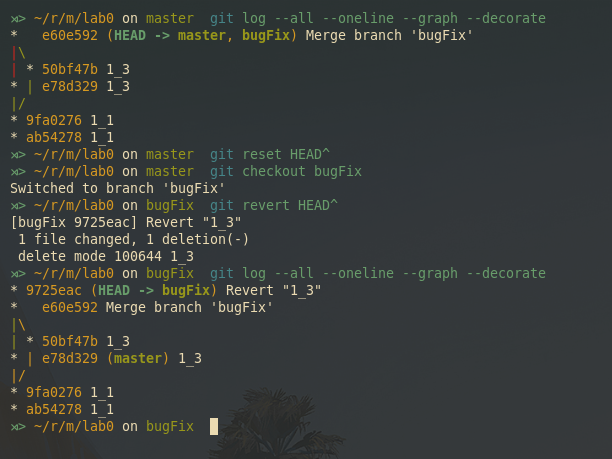 ⋊> ~/r/m/lab0 on master  git log --all --oneline --graph --decorate
*   e60e592 (HEAD -> master, bugFix) Merge branch 'bugFix'
|\
| * 50bf47b 1_3
* | e78d329 1_3
|/
* 9fa0276 1_1
* ab54278 1_1
⋊> ~/r/m/lab0 on master  git reset HEAD^
⋊> ~/r/m/lab0 on master  git checkout bugFix
Switched to branch 'bugFix'
⋊> ~/r/m/lab0 on bugFix  git revert HEAD^
[bugFix 9725eac] Revert "1_3"
 1 file changed, 1 deletion(-)
 delete mode 100644 1_3
⋊> ~/r/m/lab0 on bugFix  git log --all --oneline --graph --decorate
* 9725eac (HEAD -> bugFix) Revert "1_3"
*   e60e592 Merge branch 'bugFix'
|\
| * 50bf47b 1_3
* | e78d329 (master) 1_3
|/
* 9fa0276 1_1
* ab54278 1_1
⋊> ~/r/m/lab0 on bugFix